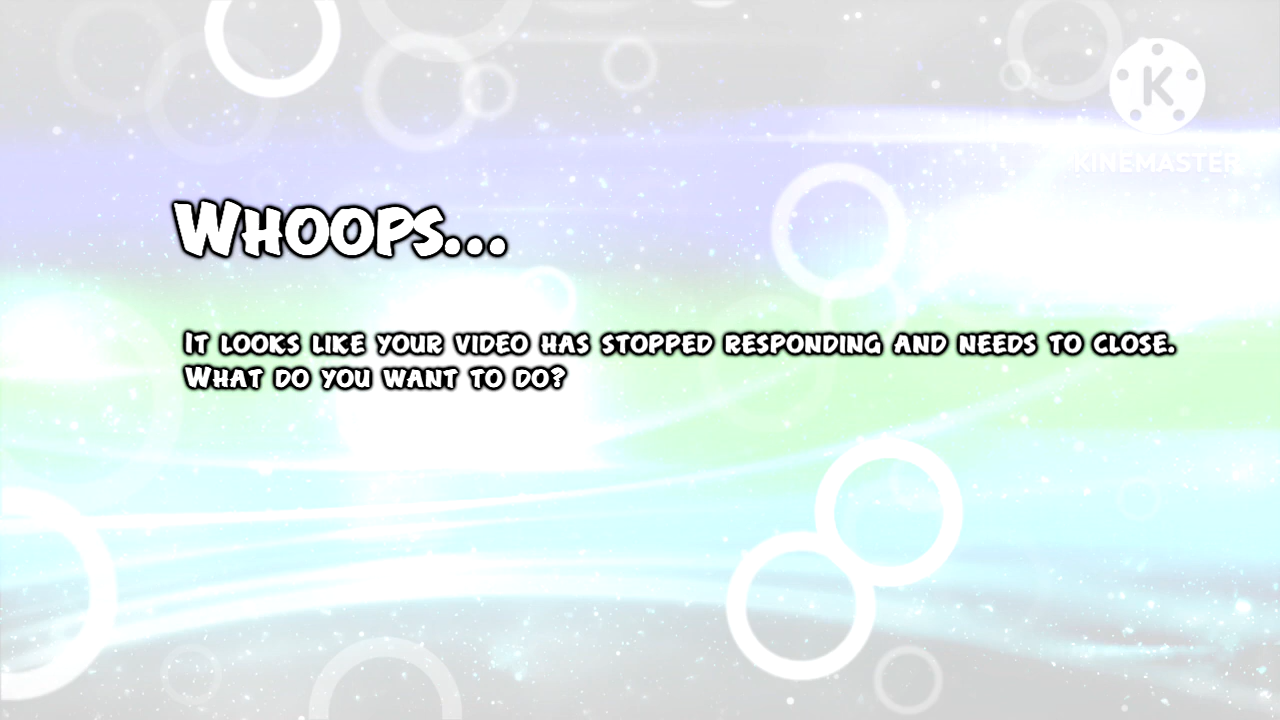 K
KINEMASTER
Whoops...
It looks like your video has stopped responding and needs to close.
What do you want to do?